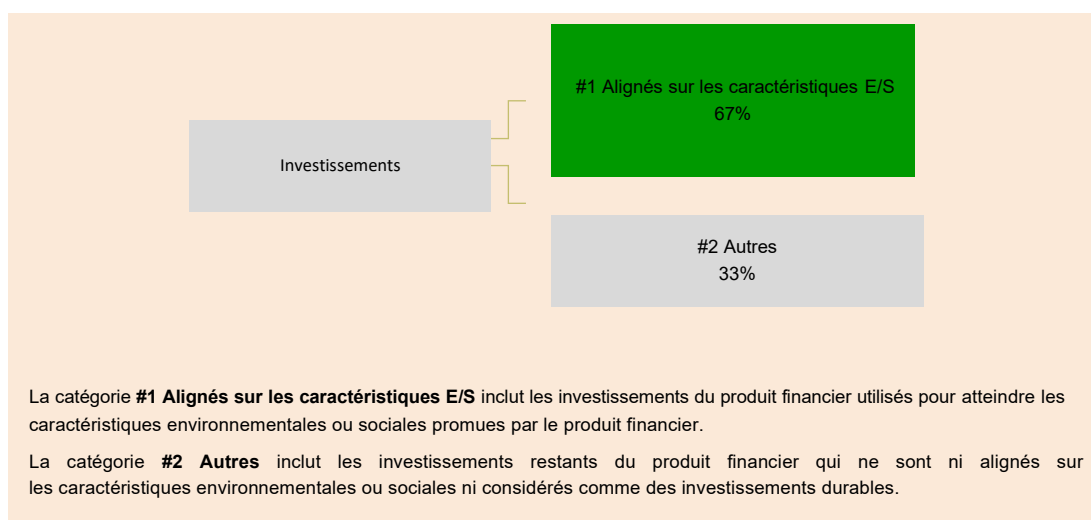 #1 Alignés sur les caractéristiques E/S
67%
Investissements
#2 Autres
33%
La catégorie #1 Alignés sur les caractéristiques E/S inclut les investissements du produit financier utilisés pour atteindre les
caractéristiques environnementales ou sociales promues par le produit financier.
La catégorie #2 Autres inclut les investissements restants du produit financier qui ne sont ni alignés sur
les caractéristiques environnementales ou sociales ni considérés comme des investissements durables.